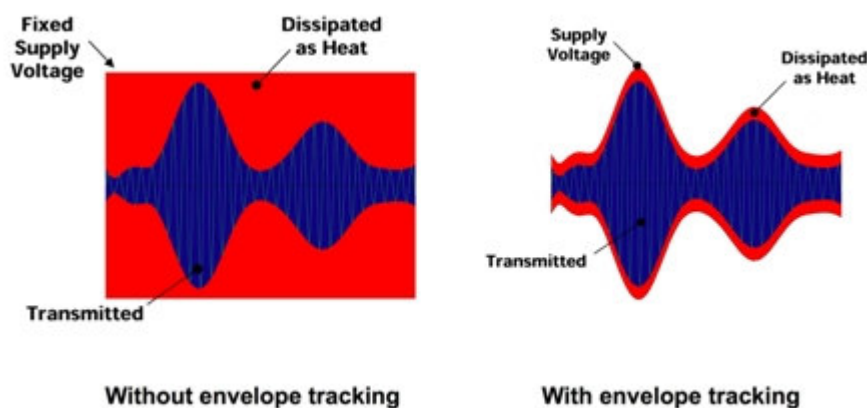 Fixed
Supply
Voltage
Dissipated
as Heat
Transmitted
Without envelope tracking
Supply
Voltage
Dissipated
as Heat
Transmitted
With envelope tracking